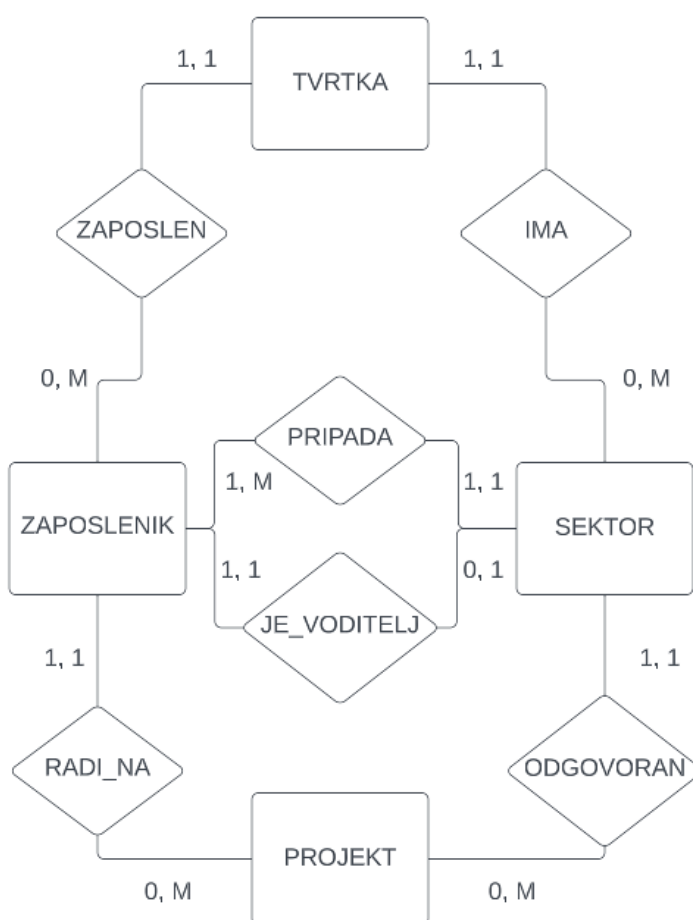 1, 1
1, 1
TVRTKA
ZAPOSLEN
IMA
0, M
0, M
PRIPADA
1, M
1, 1
ZAPOSLENIK
SEKTOR
1, 1
0, 1
JE_VODITELJ
1, 1
1, 1
RADI_NA
ODGOVORAN
PROJEKT
0, M
0, M